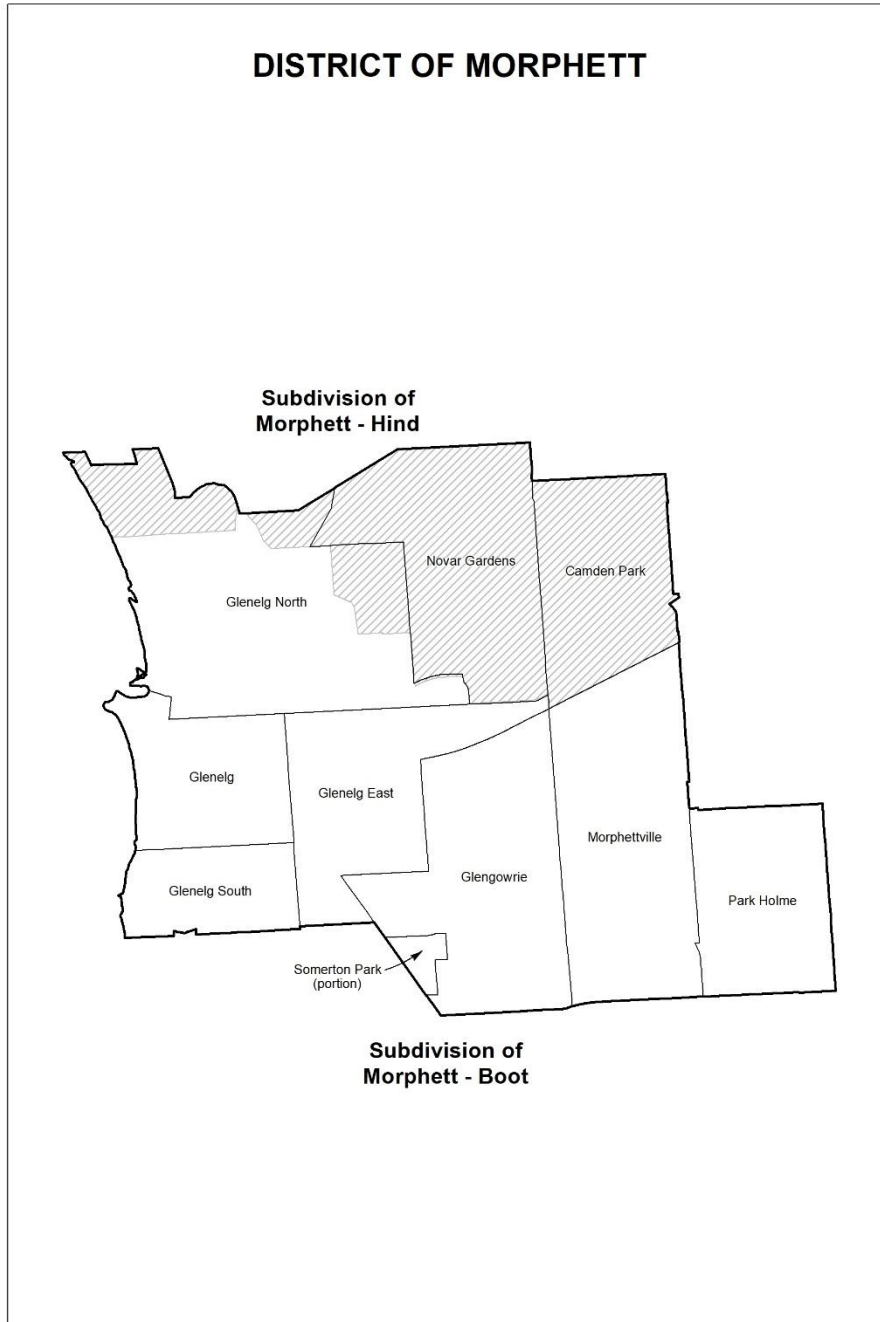 DISTRICT OF MORPHETT
Subdivision of
Morphett - Hind
Novar Gardens
Camden Park
Glenelg North
Glenelg
Glenelg East
Morphettville
Glenelg South
Glengowrie
Park Holme
Somerton Park
(portion)
Subdivision of
Morphett - Boot